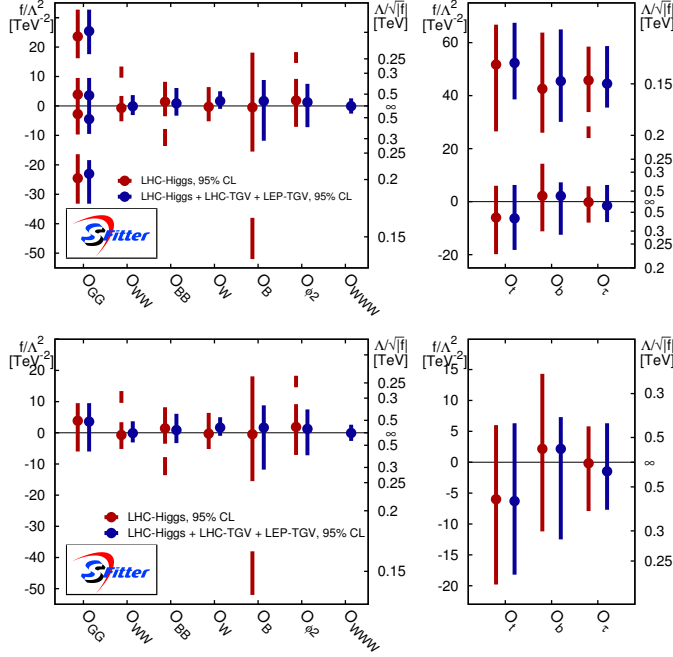 f/Λ²
[TeV⁻²]
Λ/√|f|
[TeV]
30
20
10
0
-10
-20
-30
-40
-50
0.25
0.3
0.5
∞
0.5
0.3
0.25
0.2
0.15
LHC-Higgs, 95% CL
LHC-Higgs + LHC-TGV + LEP-TGV, 95% CL
SFitter
O_GG
O_WW
O_BB
O_W
O_B
O_φ2
O_WWW
f/Λ²
[TeV⁻²]
Λ/√|f|
[TeV]
60
40
20
0
-20
0.15
0.2
0.25
0.3
0.5
∞
0.5
0.3
0.25
0.2
O_t
O_b
O_τ
f/Λ²
[TeV⁻²]
Λ/√|f|
[TeV]
20
10
0
-10
-20
-30
-40
-50
0.25
0.3
0.5
∞
0.5
0.3
0.2
0.15
LHC-Higgs, 95% CL
LHC-Higgs + LHC-TGV + LEP-TGV, 95% CL
SFitter
O_GG
O_WW
O_BB
O_W
O_B
O_φ2
O_WWW
f/Λ²
[TeV⁻²]
Λ/√|f|
[TeV]
15
10
5
0
-5
-10
-15
-20
0.3
0.5
∞
0.5
0.3
0.25
O_t
O_b
O_τ